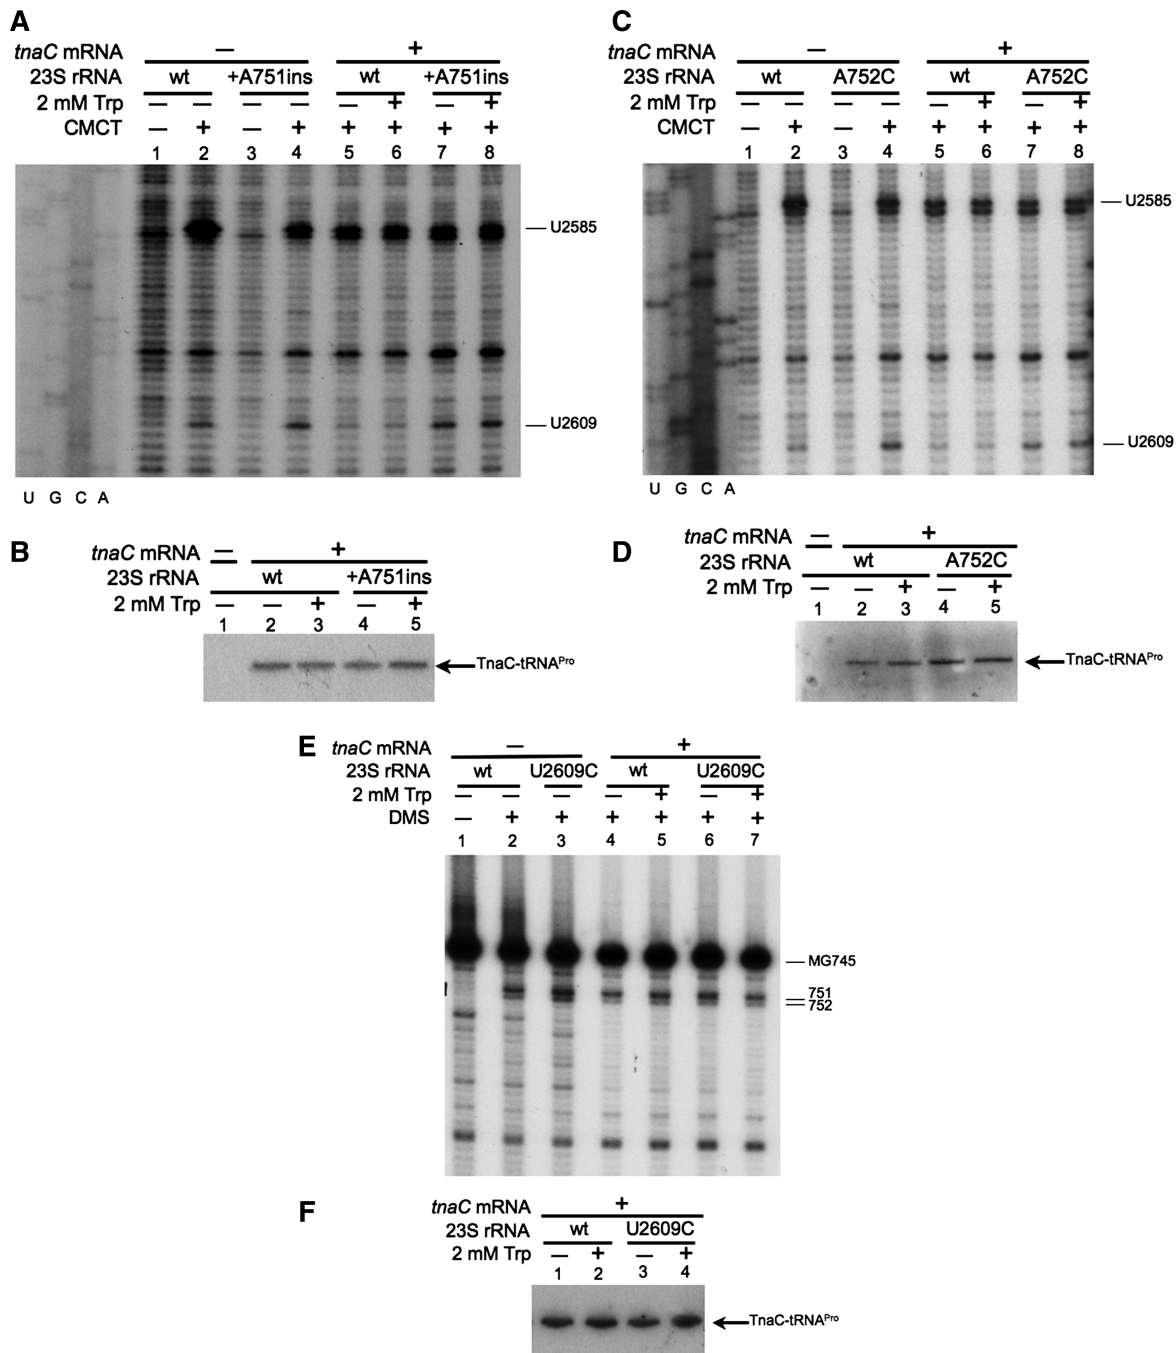 A
tnaC mRNA — +
23S rRNA wt +A751ins wt +A751ins
2 mM Trp — — — — — + — +
CMCT — + — + + + + +
1 2 3 4 5 6 7 8
U2585
U2609
U G C A
C
tnaC mRNA — +
23S rRNA wt A752C wt A752C
2 mM Trp — — — — — + — +
CMCT — + — + + + + +
1 2 3 4 5 6 7 8
U2585
U2609
U G C A
B
tnaC mRNA — +
23S rRNA wt +A751ins
2 mM Trp — — + — +
1 2 3 4 5
TnaC-tRNAPro
D
tnaC mRNA — +
23S rRNA wt A752C
2 mM Trp — — + — +
1 2 3 4 5
TnaC-tRNAPro
E
tnaC mRNA — +
23S rRNA wt U2609C wt U2609C
2 mM Trp — — — — + — +
DMS — + + + + + +
1 2 3 4 5 6 7
MG745
751
752
F
tnaC mRNA +
23S rRNA wt U2609C
2 mM Trp — + — +
1 2 3 4
TnaC-tRNAPro